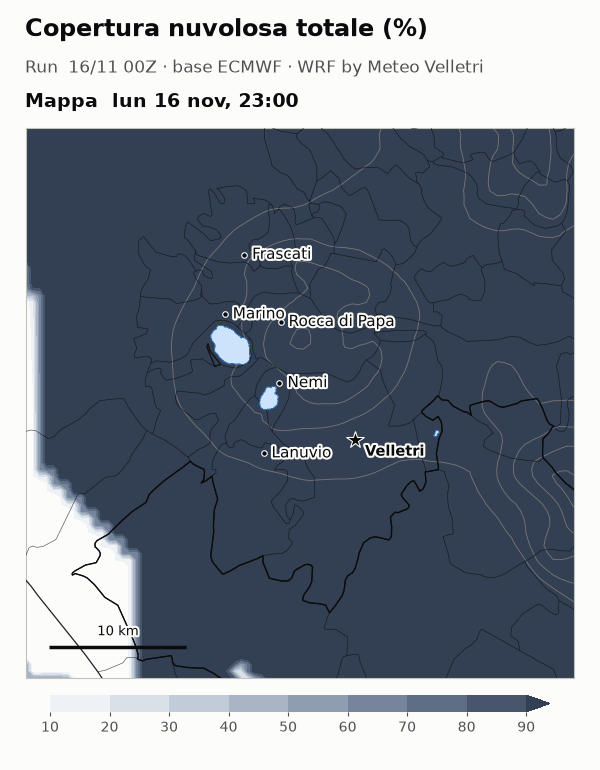 Copertura nuvolosa totale (%)
Run  16/11 00Z · base ECMWF · WRF by Meteo Velletri
Mappa  lun 16 nov, 23:00
Frascati
Marino
Rocca di Papa
Nemi
Velletri
Lanuvio
10 km
10 20 30 40 50 60 70 80 90